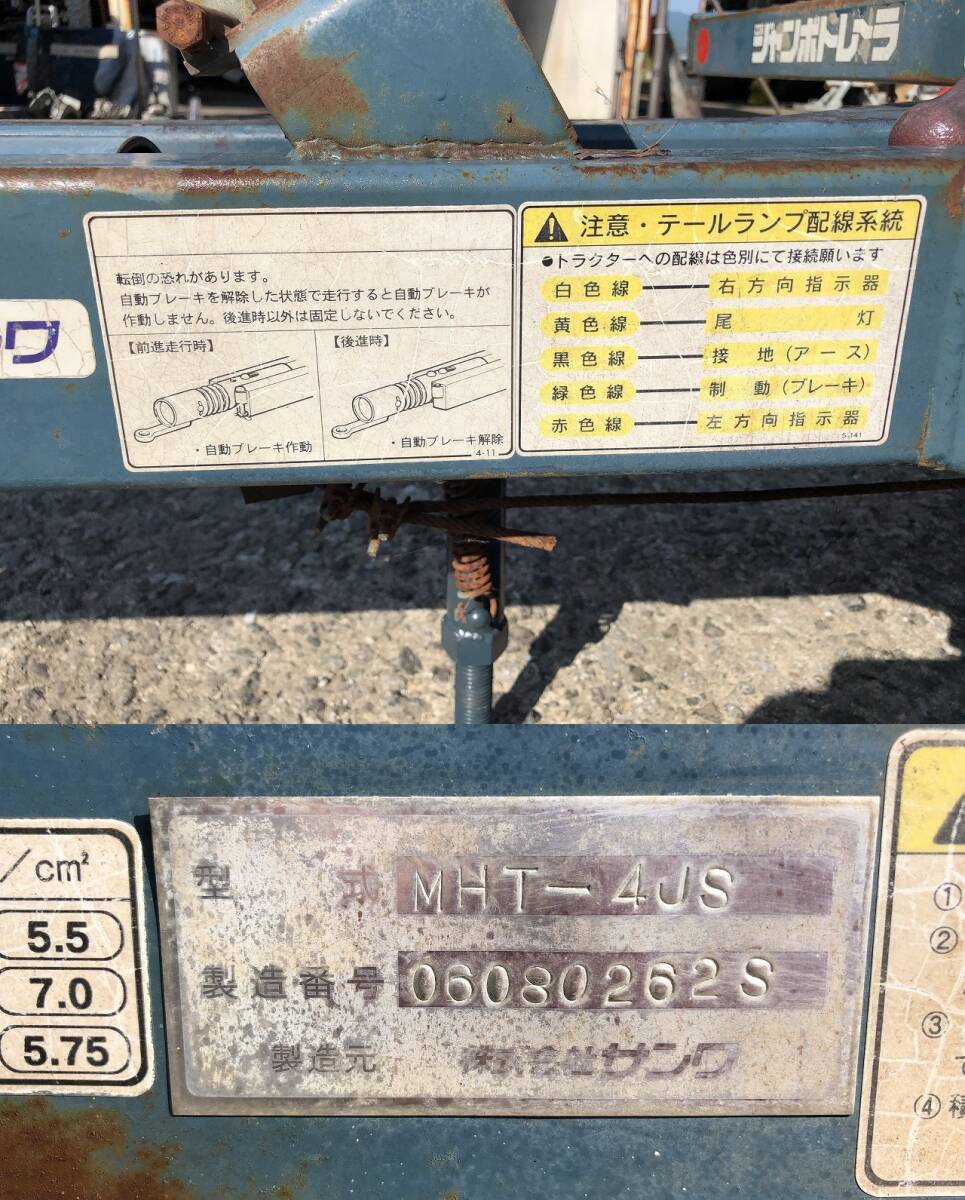 ジャンボトレーラ
ワ
転倒の恐れがあります。
自動ブレーキを解除した状態で走行すると自動ブレーキが
作動しません。後進時以外は固定しないでください。
【前進走行時】
【後進時】
・自動ブレーキ作動
・自動ブレーキ解除
4-11
注意・テールランプ配線系統
●トラクターへの配線は色別にて接続願います
白色線 右方向指示器
黄色線 尾灯
黒色線 接地（アース）
緑色線 制動（ブレーキ）
赤色線 左方向指示器
S-141
/cm²
5.5
7.0
5.75
型式 MHT-4JS
製造番号 06080262S
製造元 株式会社サンワ
①
②
③
④積